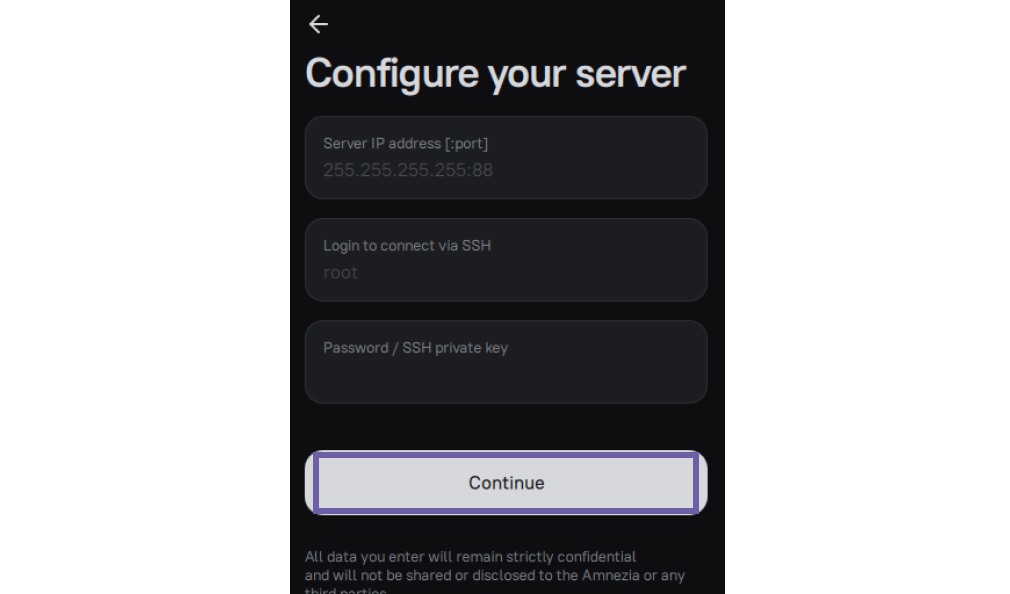 Configure your server
Server IP address [:port]
255.255.255.255:88
Login to connect via SSH
root
Password / SSH private key
Continue
All data you enter will remain strictly confidential
and will not be shared or disclosed to the Amnezia or any
third parties